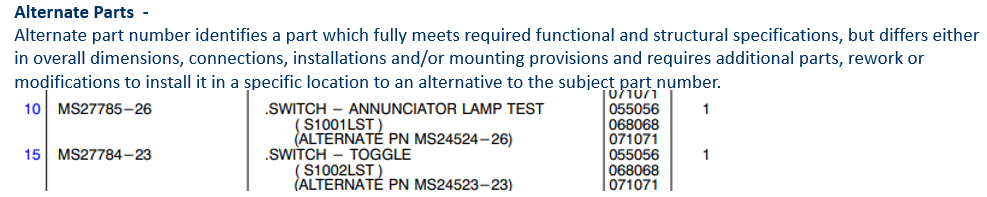 Alternate Parts -
Alternate part number identifies a part which fully meets required functional and structural specifications, but differs either
in overall dimensions, connections, installations and/or mounting provisions and requires additional parts, rework or
modifications to install it in a specific location to an alternative to the subject part number.
071071
10 MS27785-26 .SWITCH - ANNUNCIATOR LAMP TEST 055056 1
(S1001LST) 068068
(ALTERNATE PN MS24524-26) 071071
15 MS27784-23 .SWITCH - TOGGLE 055056 1
(S1002LST) 068068
(ALTERNATE PN MS24523-23) 071071